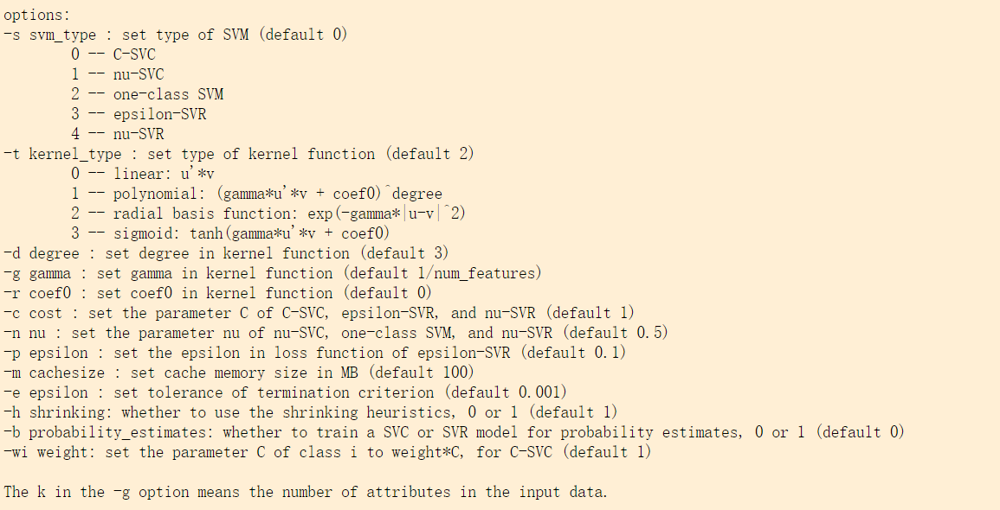 options:
-s svm_type : set type of SVM (default 0)
0 -- C-SVC
1 -- nu-SVC
2 -- one-class SVM
3 -- epsilon-SVR
4 -- nu-SVR
-t kernel_type : set type of kernel function (default 2)
0 -- linear: u'*v
1 -- polynomial: (gamma*u'*v + coef0)^degree
2 -- radial basis function: exp(-gamma*|u-v|^2)
3 -- sigmoid: tanh(gamma*u'*v + coef0)
-d degree : set degree in kernel function (default 3)
-g gamma : set gamma in kernel function (default 1/num_features)
-r coef0 : set coef0 in kernel function (default 0)
-c cost : set the parameter C of C-SVC, epsilon-SVR, and nu-SVR (default 1)
-n nu : set the parameter nu of nu-SVC, one-class SVM, and nu-SVR (default 0.5)
-p epsilon : set the epsilon in loss function of epsilon-SVR (default 0.1)
-m cachesize : set cache memory size in MB (default 100)
-e epsilon : set tolerance of termination criterion (default 0.001)
-h shrinking: whether to use the shrinking heuristics, 0 or 1 (default 1)
-b probability_estimates: whether to train a SVC or SVR model for probability estimates, 0 or 1 (default 0)
-wi weight: set the parameter C of class i to weight*C, for C-SVC (default 1)
The k in the -g option means the number of attributes in the input data.